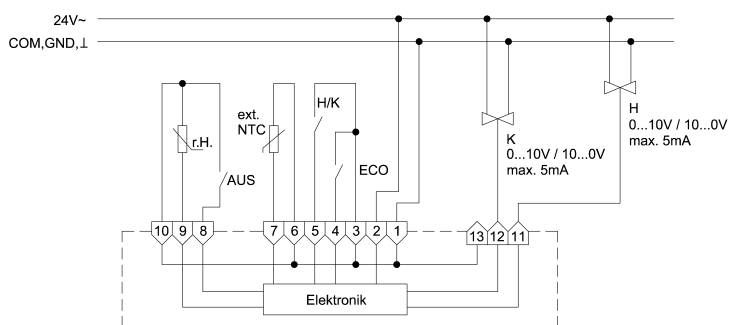 24V~
COM,GND,⊥
H/K
ext.
NTC
r.H.
AUS
ECO
K
0...10V / 10...0V
max. 5mA
H
0...10V / 10...0V
max. 5mA
10 9 8 7 6 5 4 3 2 1 13 12 11
Elektronik